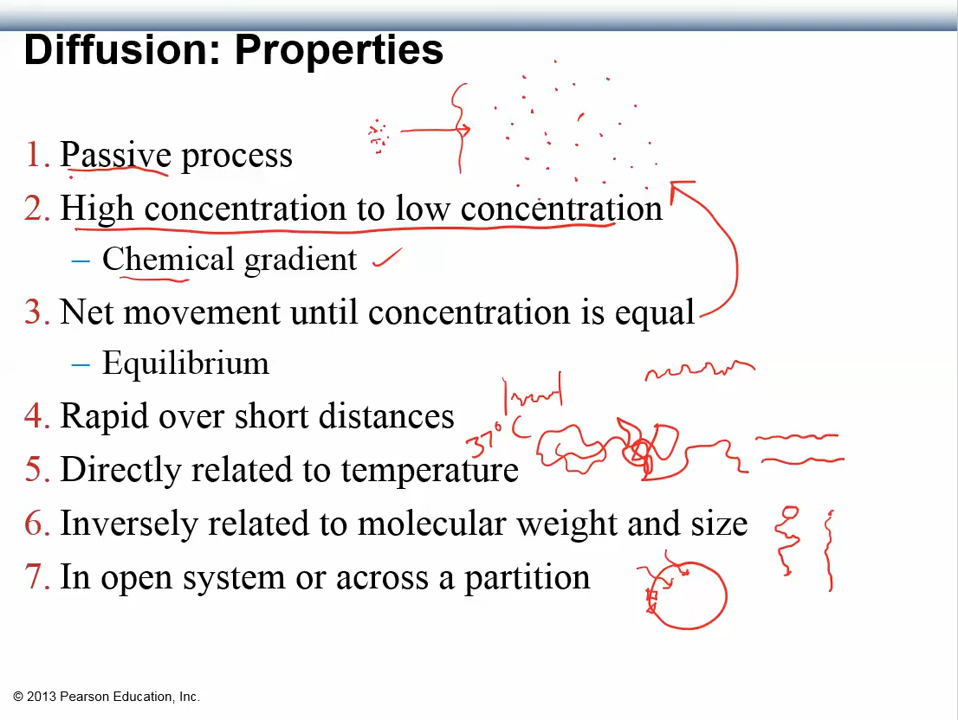 Diffusion: Properties
1. Passive process
2. High concentration to low concentration
– Chemical gradient
3. Net movement until concentration is equal
– Equilibrium
4. Rapid over short distances
37° C
5. Directly related to temperature
6. Inversely related to molecular weight and size
7. In open system or across a partition
© 2013 Pearson Education, Inc.